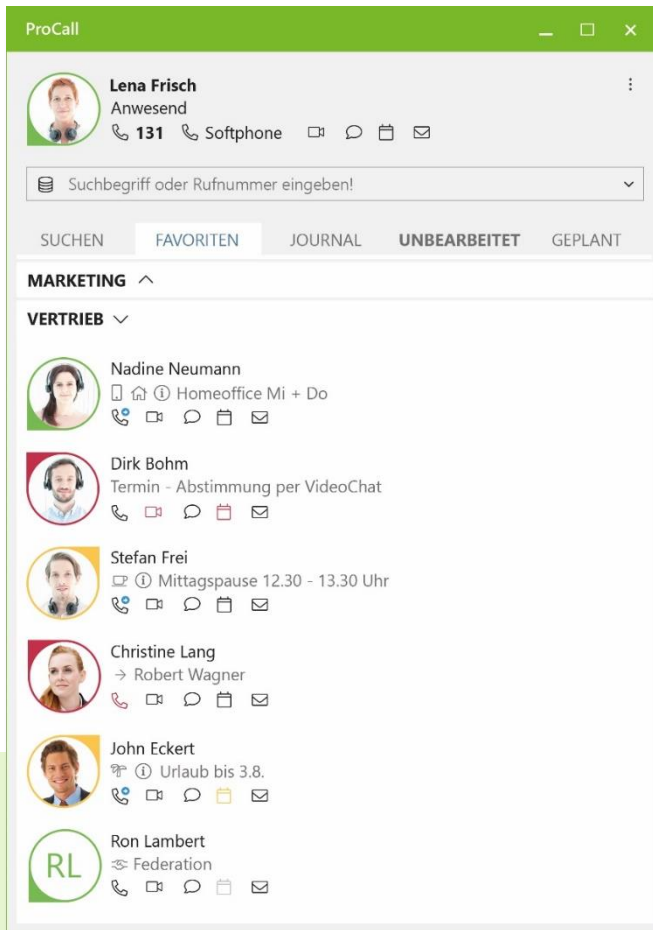 ProCall
Lena Frisch
Anwesend
131 Softphone
Suchbegriff oder Rufnummer eingeben!
SUCHEN FAVORITEN JOURNAL UNBEARBEITET GEPLANT
MARKETING
VERTRIEB
Nadine Neumann
Homeoffice Mi + Do
Dirk Bohm
Termin - Abstimmung per VideoChat
Stefan Frei
Mittagspause 12.30 - 13.30 Uhr
Christine Lang
→ Robert Wagner
John Eckert
Urlaub bis 3.8.
RL
Ron Lambert
Federation